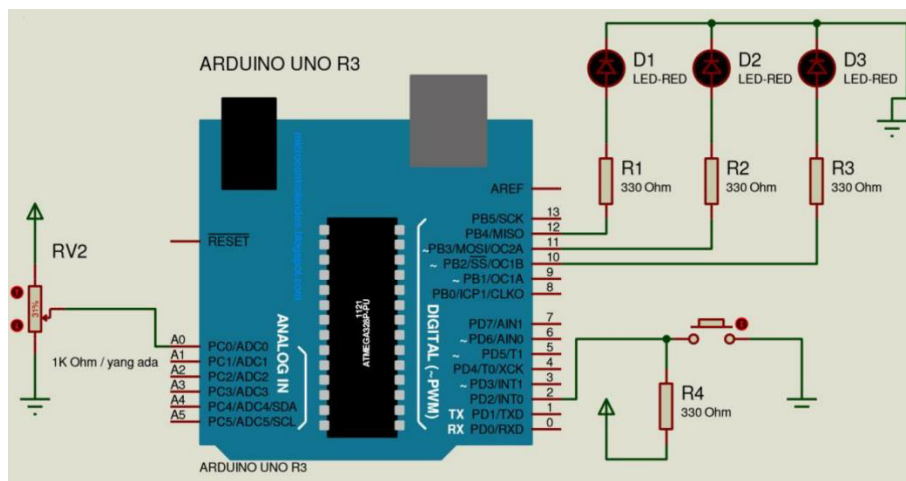 ARDUINO UNO R3
D1
LED-RED
D2
LED-RED
D3
LED-RED
R1
330 Ohm
R2
330 Ohm
R3
330 Ohm
RV2
31%
1K Ohm / yang ada
RESET
AREF
PB5/SCK 13
PB4/MISO 12
~PB3/MOSI/OC2A 11
~ PB2/SS/OC1B 10
~ PB1/OC1A 9
PB0/ICP1/CLKO 8
PD7/AIN1 7
~ PD6/AIN0 6
~ PD5/T1 5
PD4/T0/XCK 4
~ PD3/INT1 3
PD2/INT0 2
TX PD1/TXD 1
RX PD0/RXD 0
A0 PC0/ADC0
A1 PC1/ADC1
A2 PC2/ADC2
A3 PC3/ADC3
A4 PC4/ADC4/SDA
A5 PC5/ADC5/SCL
ANALOG IN
1121
ATMEGA328P-PU
DIGITAL (~PWM)
R4
330 Ohm
ARDUINO UNO R3